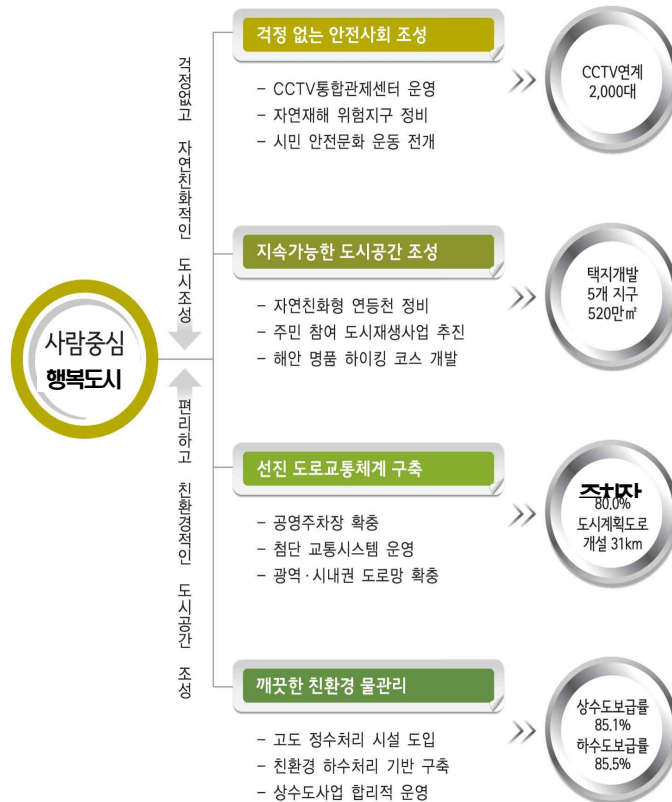 걱정 없는 안전사회 조성
- CCTV통합관제센터 운영
- 자연재해 위험지구 정비
- 시민 안전문화 운동 전개
CCTV연계
2,000대
걱정없고 자연친화적인 도시조성
지속가능한 도시공간 조성
- 자연친화형 연등천 정비
- 주민 참여 도시재생사업 추진
- 해안 명품 하이킹 코스 개발
택지개발
5개 지구
520만㎡
사람중심
행복도시
편리하고 친환경적인 도시공간 조성
선진 도로교통체계 구축
- 공영주차장 확충
- 첨단 교통시스템 운영
- 광역·시내권 도로망 확충
주차장
80.0%
도시계획도로
개설 31km
깨끗한 친환경 물관리
- 고도 정수처리 시설 도입
- 친환경 하수처리 기반 구축
- 상수도사업 합리적 운영
상수도보급률
85.1%
하수도보급률
85.5%